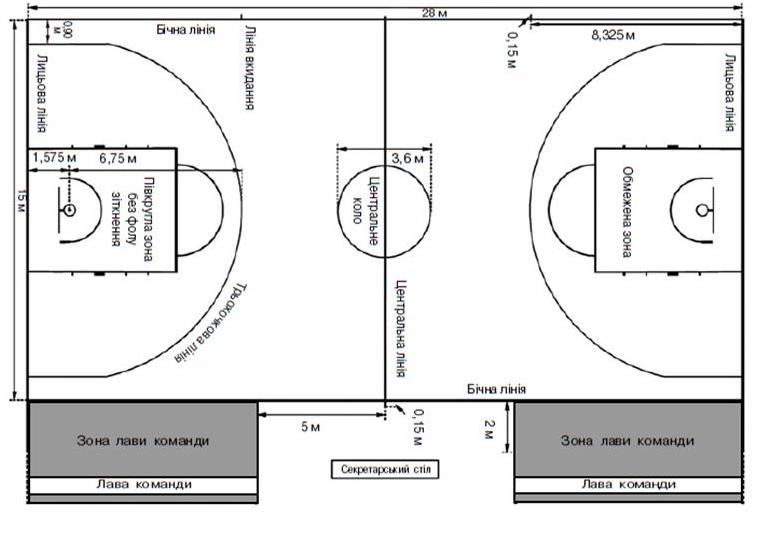 28 м
0,90
м
Бічна лінія
Лінія вкидання
0,15 м
8,325 м
Лицьова лінія
Лицьова лінія
1,575 м
6,75 м
3,6 м
15 м
Півкругла зона
без фолу
зіткнення
Центральне
коло
Обмежена зона
Трьохочкова лінія
Центральна лінія
Бічна лінія
5 м
0,15 м
2 м
Зона лави команди
Зона лави команди
Секретарський стіл
Лава команди
Лава команди